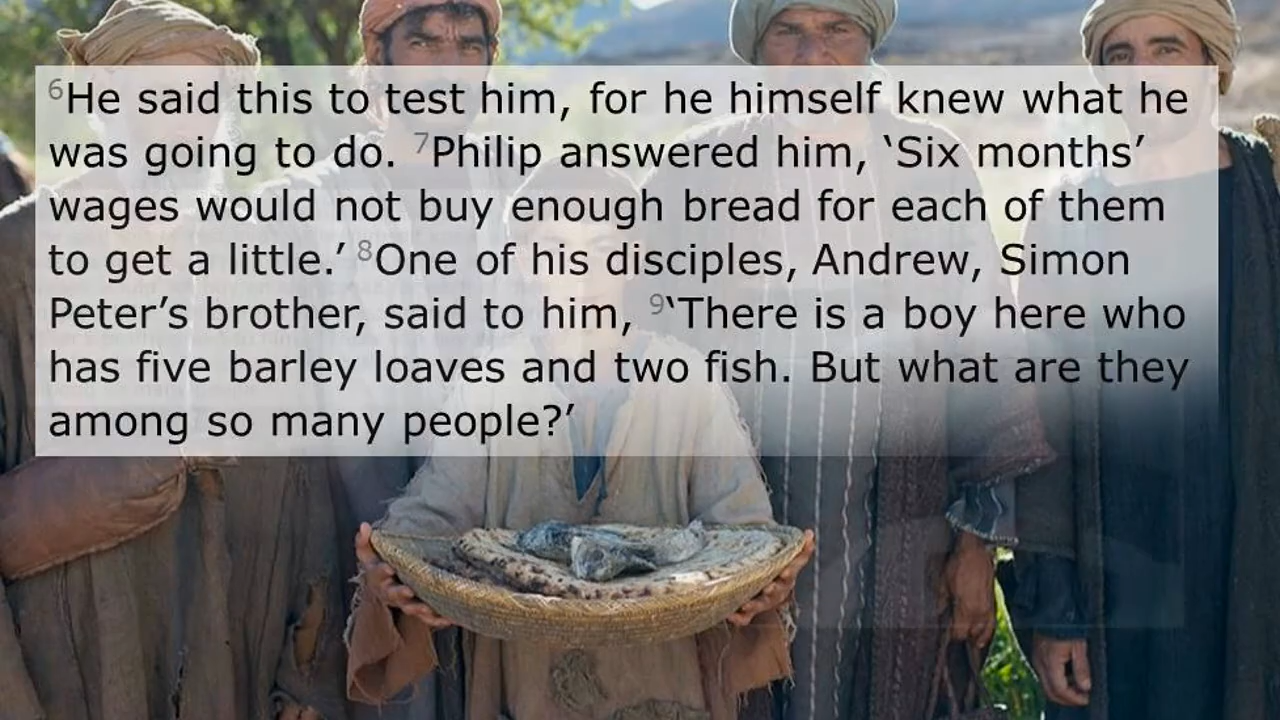 ⁶He said this to test him, for he himself knew what he
was going to do. ⁷Philip answered him, ‘Six months’
wages would not buy enough bread for each of them
to get a little.’ ⁸One of his disciples, Andrew, Simon
Peter’s brother, said to him, ⁹‘There is a boy here who
has five barley loaves and two fish. But what are they
among so many people?’